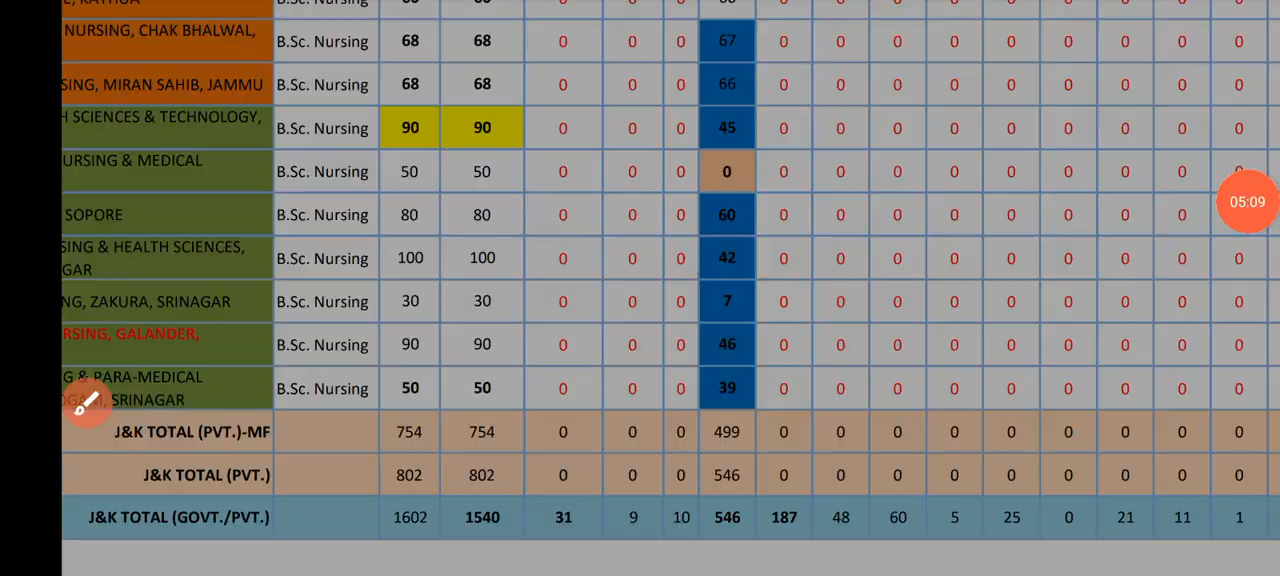 NURSING, CHAK BHALWAL, B.Sc. Nursing 68 68 0 0 0 67 0 0 0 0 0 0 0 0 0
SING, MIRAN SAHIB, JAMMU B.Sc. Nursing 68 68 0 0 0 66 0 0 0 0 0 0 0 0 0
H SCIENCES & TECHNOLOGY, B.Sc. Nursing 90 90 0 0 0 45 0 0 0 0 0 0 0 0 0
URSING & MEDICAL B.Sc. Nursing 50 50 0 0 0 0 0 0 0 0 0 0 0 0 0
SOPORE B.Sc. Nursing 80 80 0 0 0 60 0 0 0 0 0 0 0 0 0
05:09
SING & HEALTH SCIENCES,
GAR B.Sc. Nursing 100 100 0 0 0 42 0 0 0 0 0 0 0 0 0
NG, ZAKURA, SRINAGAR B.Sc. Nursing 30 30 0 0 0 7 0 0 0 0 0 0 0 0 0
RSING, GALANDER, B.Sc. Nursing 90 90 0 0 0 46 0 0 0 0 0 0 0 0 0
G & PARA-MEDICAL
SRINAGAR B.Sc. Nursing 50 50 0 0 0 39 0 0 0 0 0 0 0 0 0
J&K TOTAL (PVT.)-MF 754 754 0 0 0 499 0 0 0 0 0 0 0 0 0
J&K TOTAL (PVT.) 802 802 0 0 0 546 0 0 0 0 0 0 0 0 0
J&K TOTAL (GOVT./PVT.) 1602 1540 31 9 10 546 187 48 60 5 25 0 21 11 1